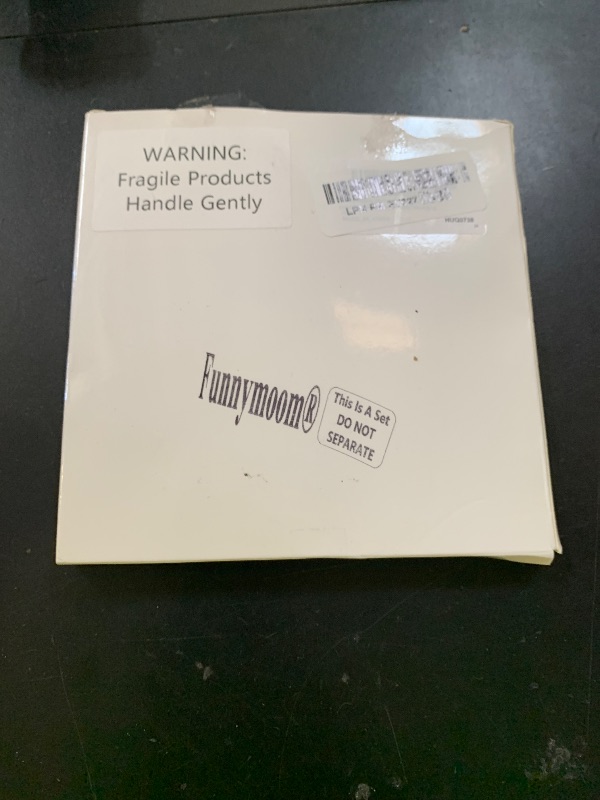 WARNING:
Fragile Products
Handle Gently
Funnymoom®
This Is A Set
DO NOT
SEPARATE